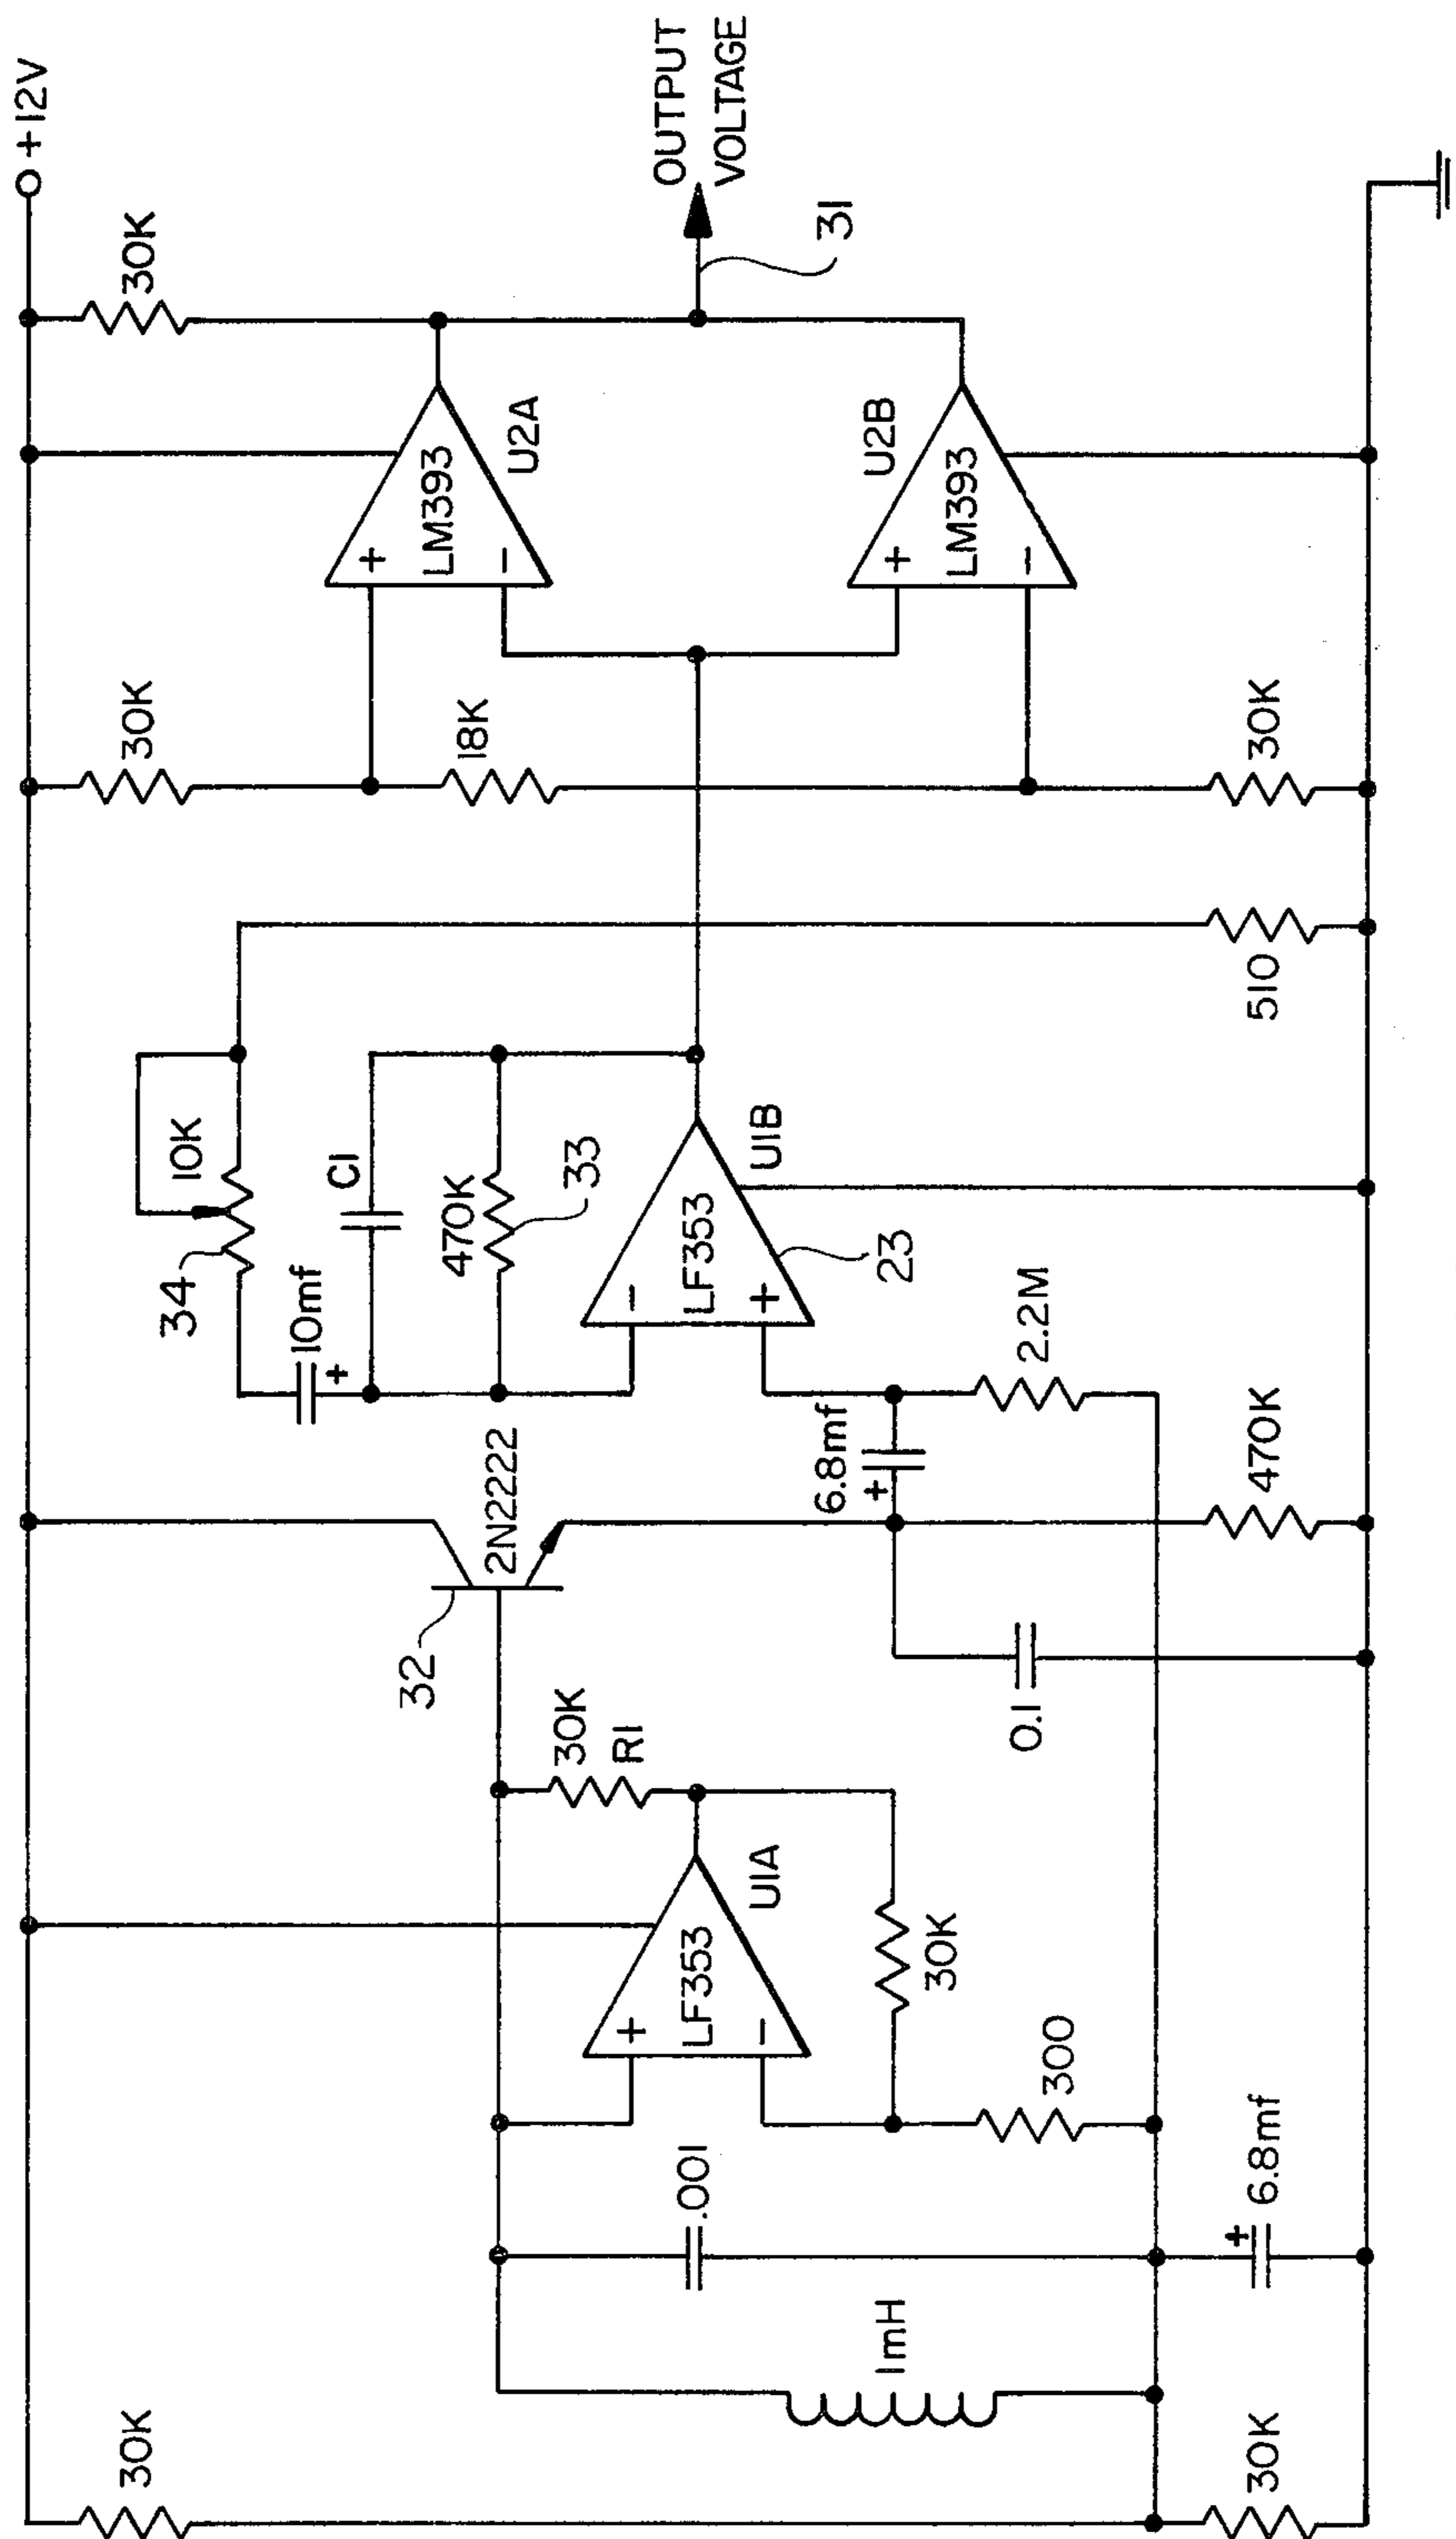 +12V
30K
30K
30K
LM393
U2A
OUTPUT
VOLTAGE
31
18K
LM393
U2B
30K
10K
34
10mf
+
C1
470K
33
LF353
U1B
23
510
2N2222
32
6.8mf
+
2.2M
470K
0.1
30K
R1
LF353
U1A
30K
300
.001
1mH
+
6.8mf
30K
+
-
+
-
-
+
+
-